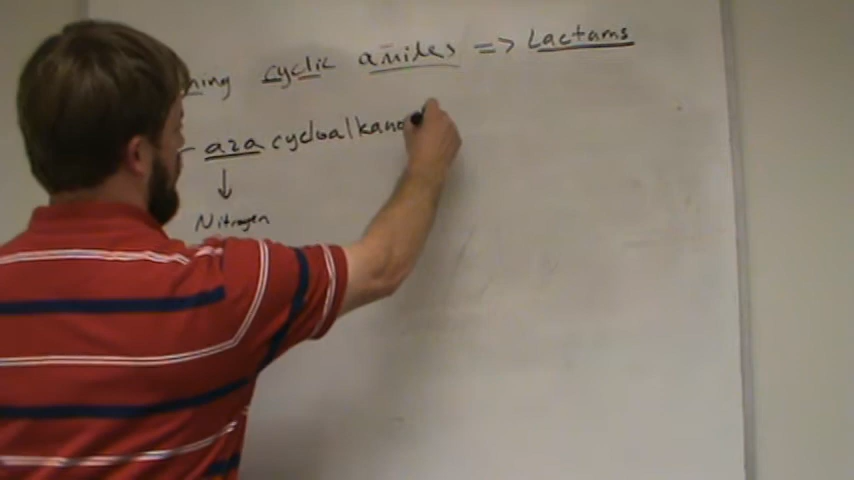 ning cyclic amides => Lactams
- aza cycloalkano
↓
Nitrogen